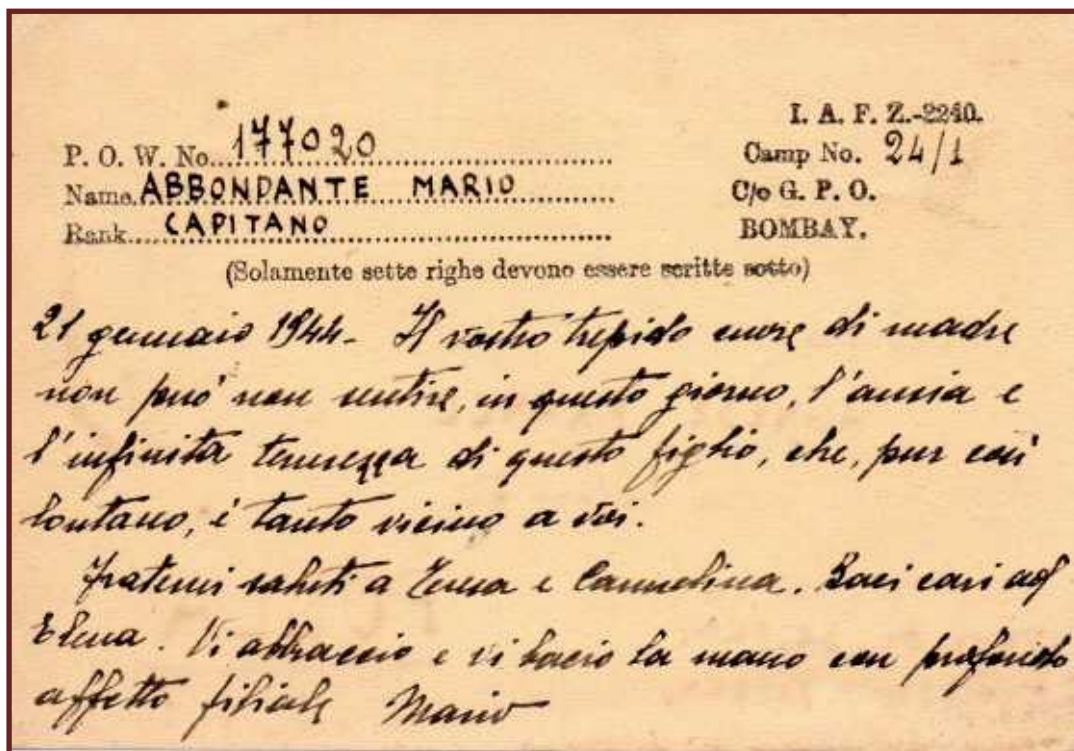 I. A. F. Z.-2240.
P. O. W. No. 177020
Camp No. 24/1
Name. ABBONDANTE MARIO
C/o G. P. O.
Rank. CAPITANO
BOMBAY.
(Solamente sette righe devono essere scritte sotto)
21 gennaio 1944 - Il vostro trepido cuore di madre
non può non sentire, in questo giorno, l'ansia e
l'infinita tenerezza di questo figlio, che, pur così
lontano, è tanto vicino a voi.
Fraterni saluti a e Carmelina. Baci cari ad
Elena. Vi abbraccio e vi bacio la mano con profondo
affetto filiale Mario